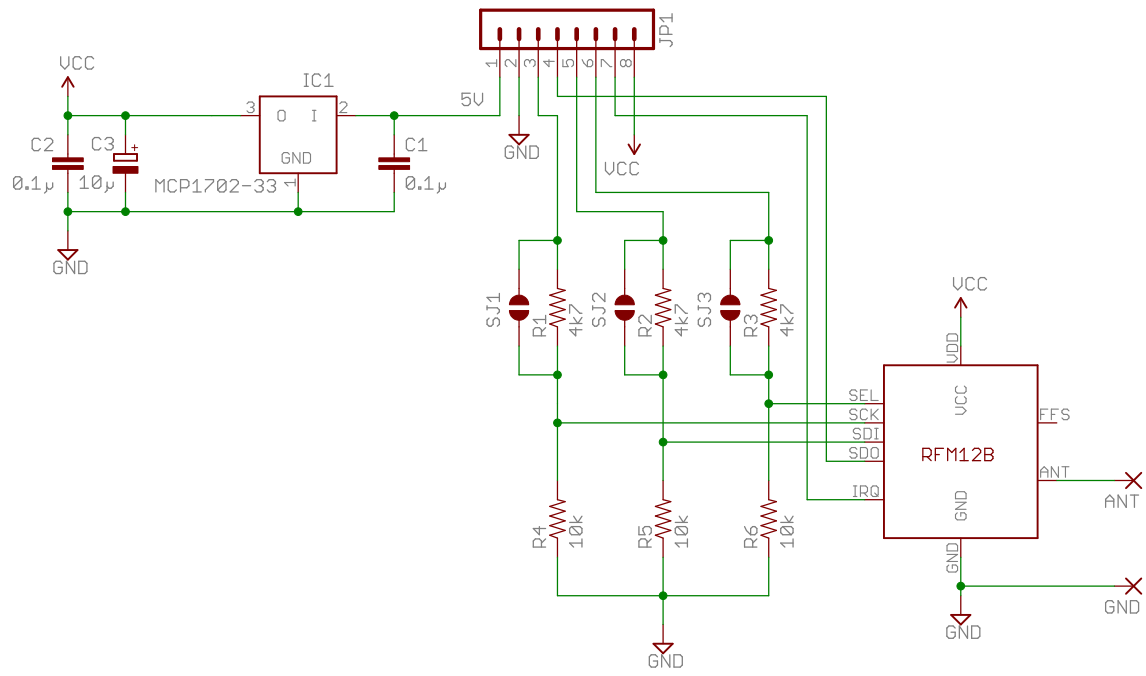 JP1
1 2 3 4 5 6 7 8
VCC
IC1
5V
3 O I 2
GND
1
MCP1702-33
C2
0.1µ
C3
+
10µ
C1
0.1µ
GND
GND
VCC
SJ1
R1
4k7
SJ2
R2
4k7
SJ3
R3
4k7
VCC
VDD
VCC
SEL
SCK
SDI
SDO
IRQ
RFM12B
FFS
ANT
ANT
GND
GND
GND
GND
R4
10k
R5
10k
R6
10k
GND